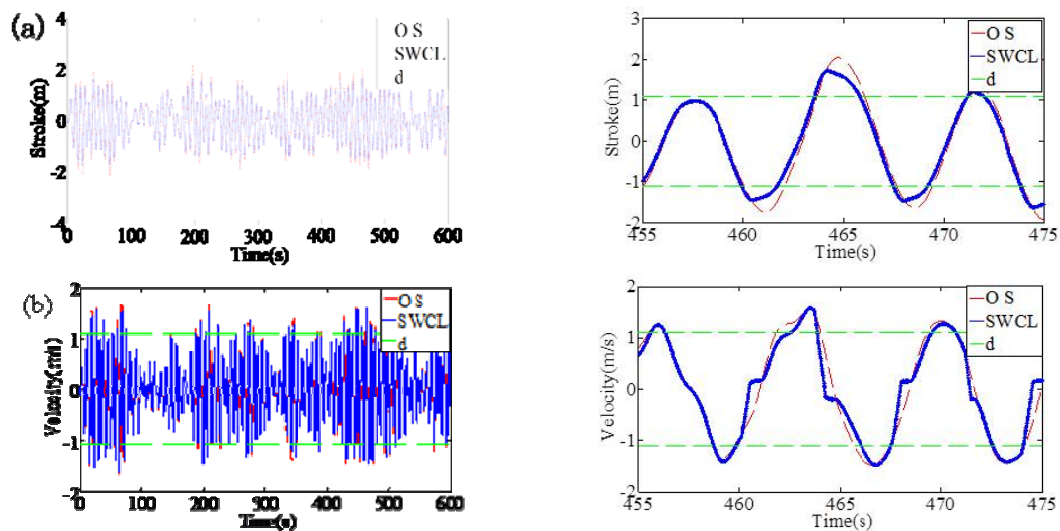 (a)
Stroke(m)
4
2
0
-2
4
0 100 200 300 400 500 600
Time(s)
O S
SWCL
d
Stroke(m)
3
2
1
0
-1
-2
455 460 465 470 475
Time(s)
O S
SWCL
d
(b)
Velocity(m/s)
2
1
0
-1
-2
0 100 200 300 400 500 600
Time(s)
O S
SWCL
d
Velocity(m/s)
2
1
0
-1
-2
455 460 465 470 475
Time(s)
O S
SWCL
d